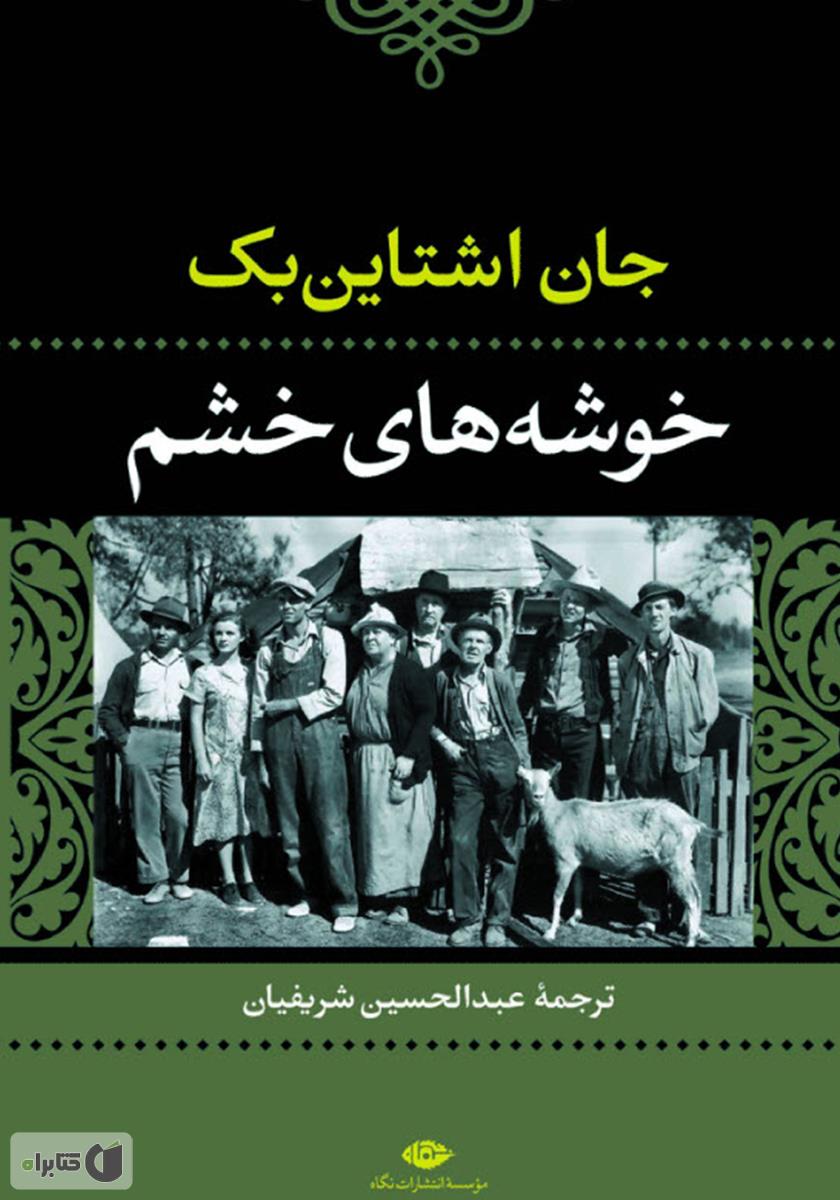 جان اشتاین‌بک
خوشه‌های خشم
ترجمهٔ عبدالحسین شریفیان
مؤسسهٔ انتشارات نگاه
کتابراه